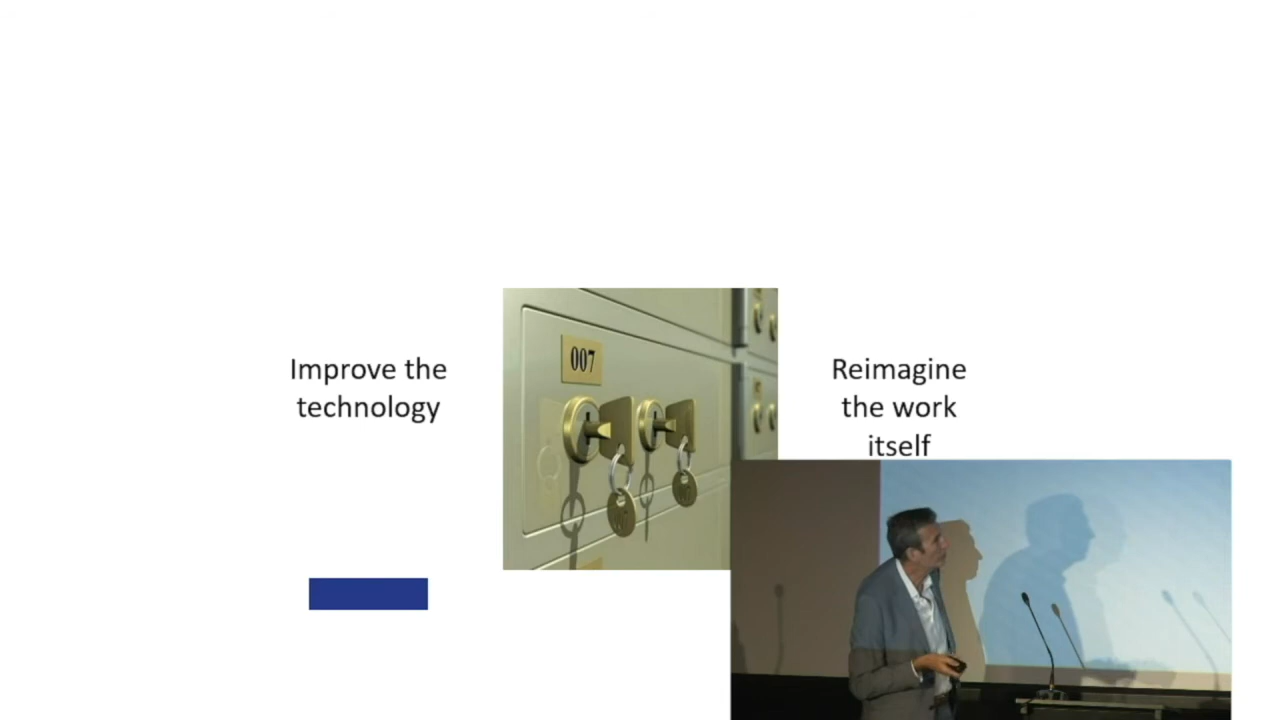 Improve the
technology
007
Reimagine
the work
itself